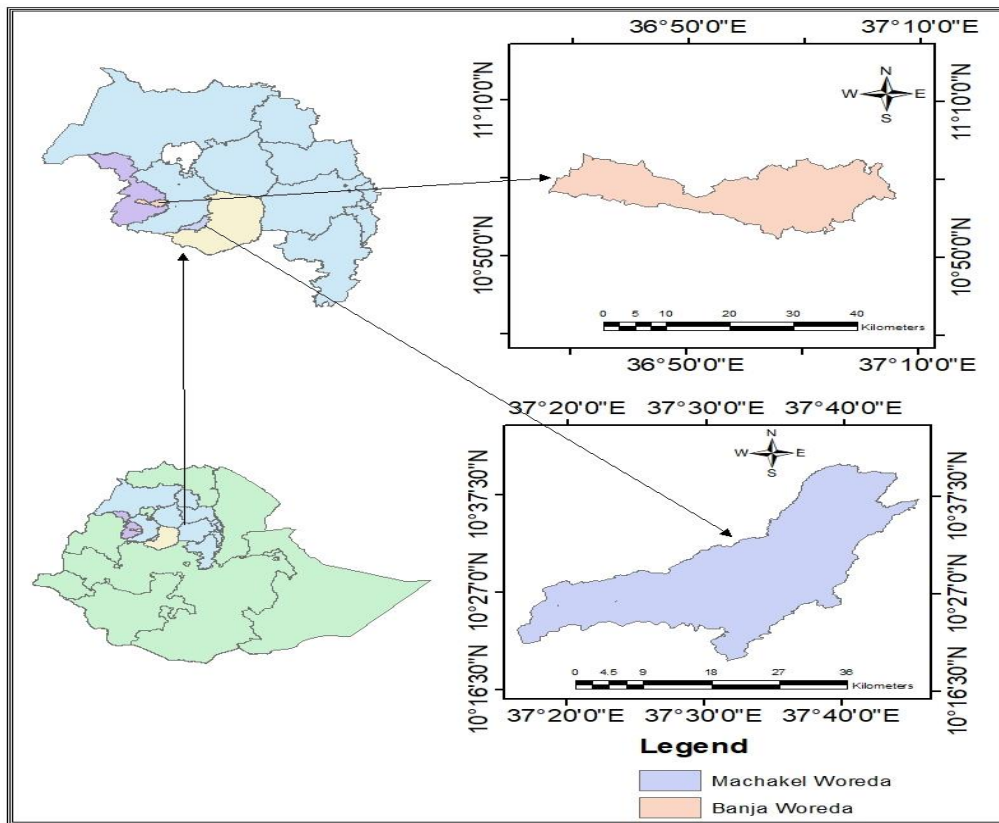 36°50'0"E 37°10'0"E
11°10'0"N
11°10'0"N
N
W E
S
10°50'0"N
10°50'0"N
0 5 10 20 30 40
Kilometers
36°50'0"E 37°10'0"E
37°20'0"E 37°30'0"E 37°40'0"E
N
W E
S
10°37'30"N
10°37'30"N
10°27'0"N
10°27'0"N
10°16'30"N
10°16'30"N
0 4.5 9 18 27 36
Kilometers
37°20'0"E 37°30'0"E 37°40'0"E
Legend
Machakel Woreda
Banja Woreda